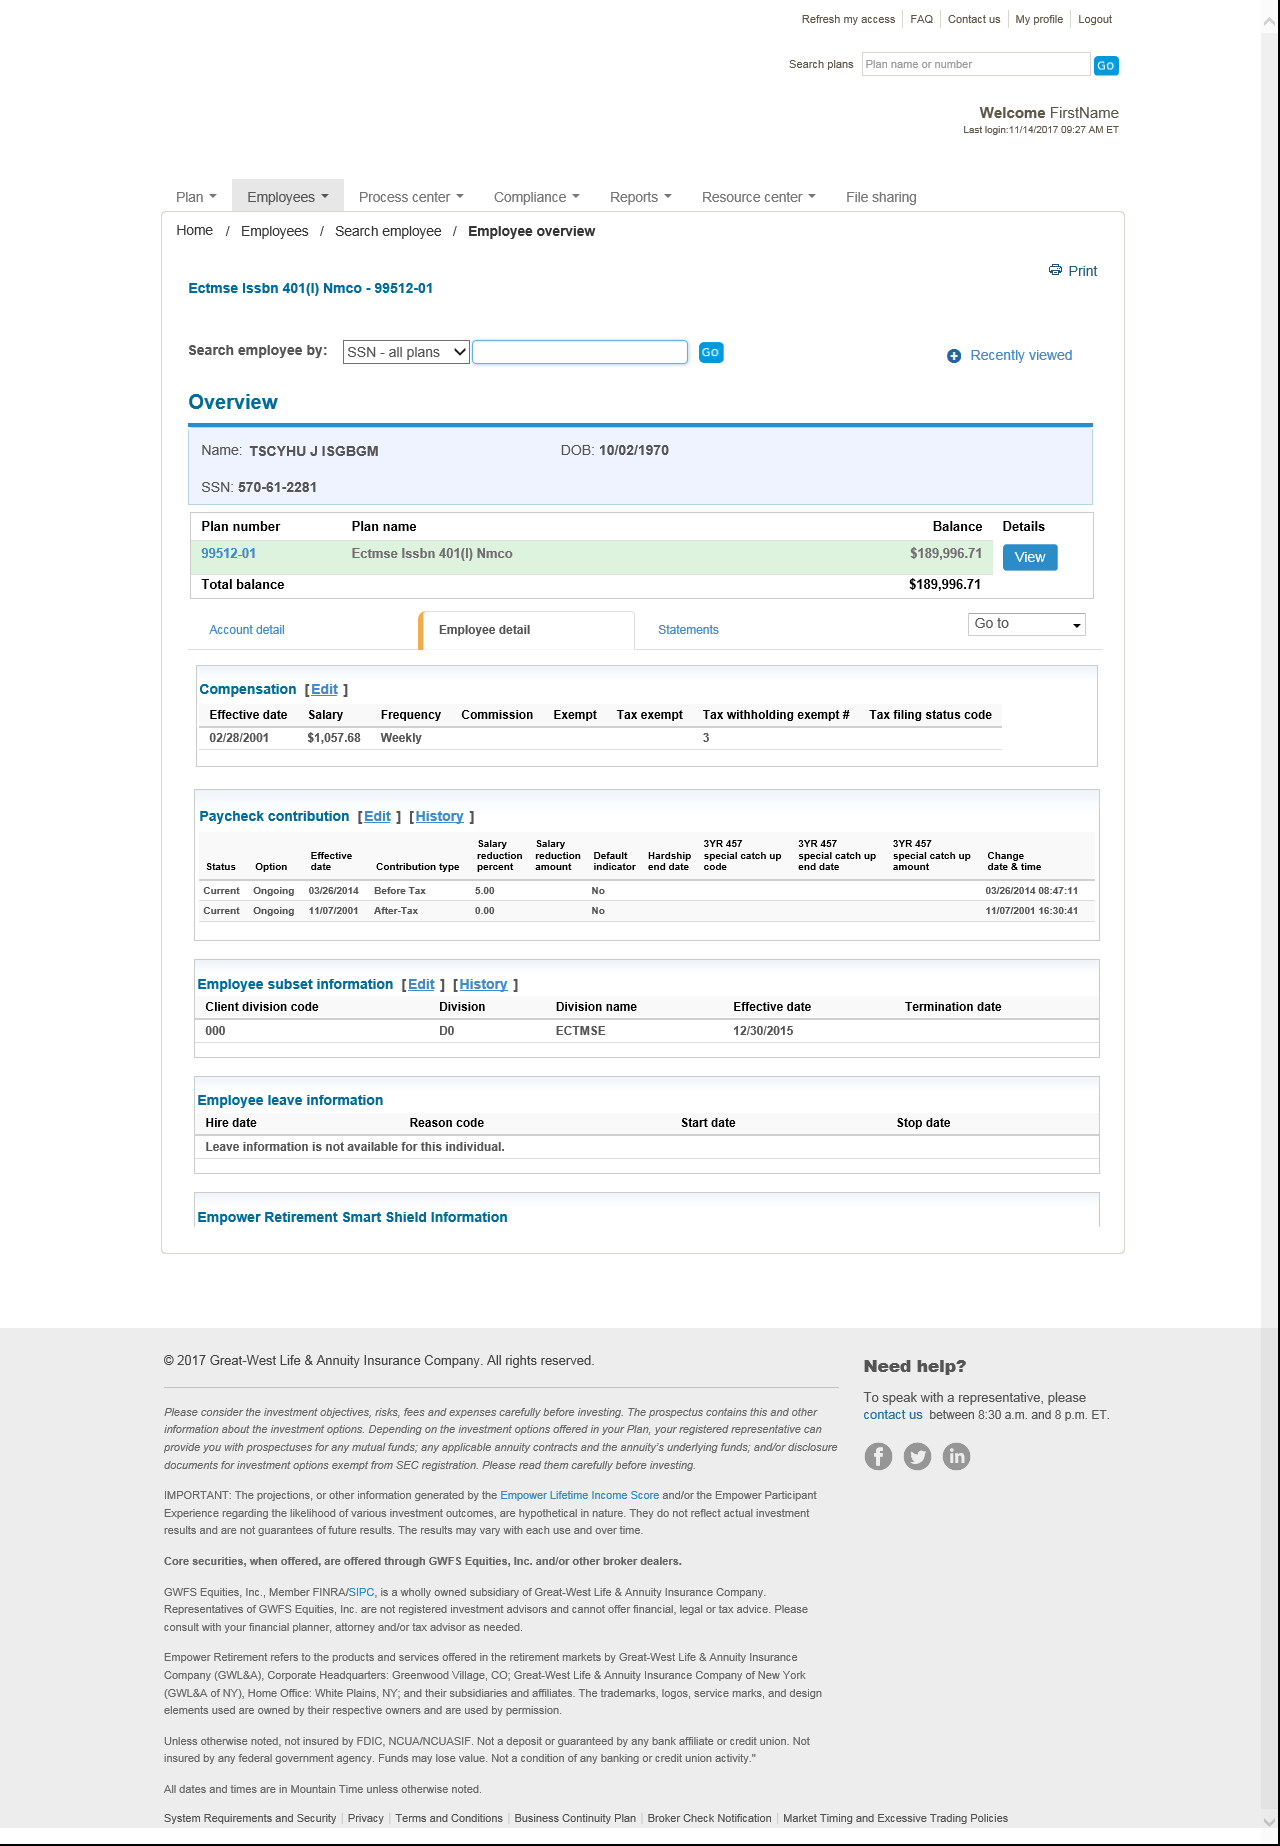 Refresh my access FAQ Contact us My profile Logout
Search plans Plan name or number Go
Welcome FirstName
Last login:11/14/2017 09:27 AM ET
Plan Employees Process center Compliance Reports Resource center File sharing
Home / Employees / Search employee / Employee overview
Print
Ectmse Issbn 401(I) Nmco - 99512-01
Search employee by: SSN - all plans Go
Recently viewed
Overview
Name: TSCYHU J ISGBGM DOB: 10/02/1970
SSN: 570-61-2281
Plan number Plan name Balance Details
99512-01 Ectmse Issbn 401(I) Nmco $189,996.71 View
Total balance $189,996.71
Account detail Employee detail Statements Go to
Compensation [Edit ]
Effective date Salary Frequency Commission Exempt Tax exempt Tax withholding exempt # Tax filing status code
02/28/2001 $1,057.68 Weekly 3
Paycheck contribution [Edit ] [History ]
Status Option Effective date Contribution type Salary reduction percent Salary reduction amount Default indicator Hardship end date 3YR 457 special catch up code 3YR 457 special catch up end date 3YR 457 special catch up amount Change date & time
Current Ongoing 03/26/2014 Before Tax 5.00 No 03/26/2014 08:47:11
Current Ongoing 11/07/2001 After-Tax 0.00 No 11/07/2001 16:30:41
Employee subset information [Edit ] [History ]
Client division code Division Division name Effective date Termination date
000 D0 ECTMSE 12/30/2015
Employee leave information
Hire date Reason code Start date Stop date
Leave information is not available for this individual.
Empower Retirement Smart Shield Information
© 2017 Great-West Life & Annuity Insurance Company. All rights reserved.
Please consider the investment objectives, risks, fees and expenses carefully before investing. The prospectus contains this and other
information about the investment options. Depending on the investment options offered in your Plan, your registered representative can
provide you with prospectuses for any mutual funds; any applicable annuity contracts and the annuity's underlying funds; and/or disclosure
documents for investment options exempt from SEC registration. Please read them carefully before investing.
IMPORTANT: The projections, or other information generated by the Empower Lifetime Income Score and/or the Empower Participant
Experience regarding the likelihood of various investment outcomes, are hypothetical in nature. They do not reflect actual investment
results and are not guarantees of future results. The results may vary with each use and over time.
Core securities, when offered, are offered through GWFS Equities, Inc. and/or other broker dealers.
GWFS Equities, Inc., Member FINRA/SIPC, is a wholly owned subsidiary of Great-West Life & Annuity Insurance Company.
Representatives of GWFS Equities, Inc. are not registered investment advisors and cannot offer financial, legal or tax advice. Please
consult with your financial planner, attorney and/or tax advisor as needed.
Empower Retirement refers to the products and services offered in the retirement markets by Great-West Life & Annuity Insurance
Company (GWL&A), Corporate Headquarters: Greenwood Village, CO; Great-West Life & Annuity Insurance Company of New York
(GWL&A of NY), Home Office: White Plains, NY; and their subsidiaries and affiliates. The trademarks, logos, service marks, and design
elements used are owned by their respective owners and are used by permission.
Unless otherwise noted, not insured by FDIC, NCUA/NCUASIF. Not a deposit or guaranteed by any bank affiliate or credit union. Not
insured by any federal government agency. Funds may lose value. Not a condition of any banking or credit union activity."
All dates and times are in Mountain Time unless otherwise noted.
System Requirements and Security | Privacy | Terms and Conditions | Business Continuity Plan | Broker Check Notification | Market Timing and Excessive Trading Policies
Need help?
To speak with a representative, please
contact us between 8:30 a.m. and 8 p.m. ET.